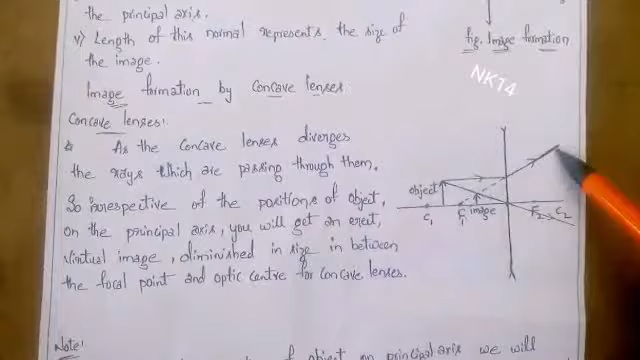 the principal axis.
v) Length of this normal represents the size of
the image.
fig. Image formation
NK14
Image formation by Concave lenses
Concave lenses:
As the Concave lenses diverges
the rays which are passing through them.
So irrespective of the positions of object,
on the principal axis, you will get an erect,
virtual image, diminished in size in between
the focal point and optic centre for concave lenses.
object
image
C1 F1 F2 C2
Note:
of object on principal axis we will